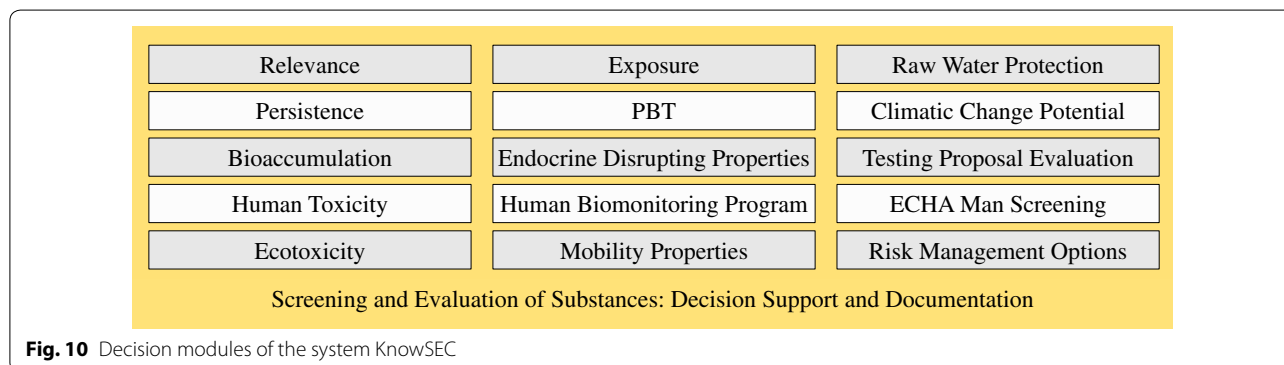 Relevance
Exposure
Raw Water Protection
Persistence
PBT
Climatic Change Potential
Bioaccumulation
Endocrine Disrupting Properties
Testing Proposal Evaluation
Human Toxicity
Human Biomonitoring Program
ECHA Man Screening
Ecotoxicity
Mobility Properties
Risk Management Options
Screening and Evaluation of Substances: Decision Support and Documentation
Fig. 10 Decision modules of the system KnowSEC